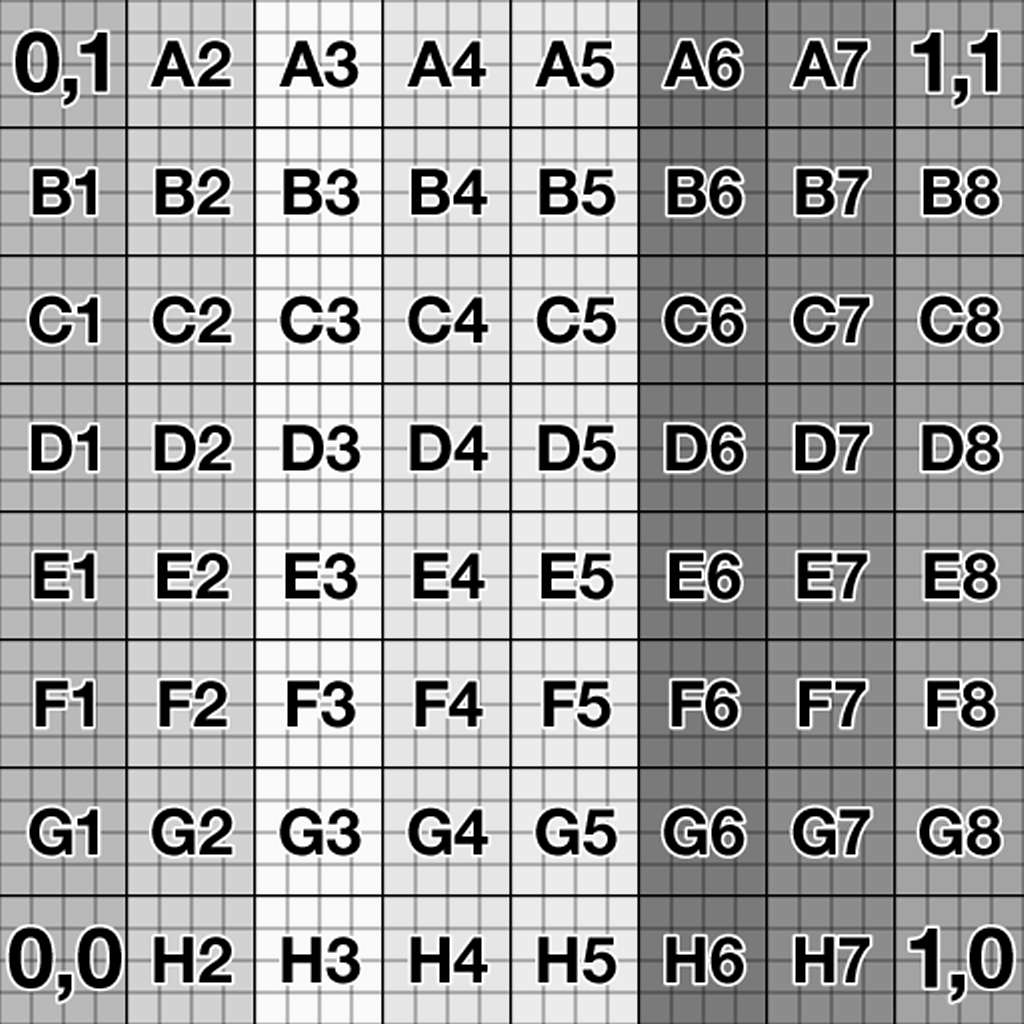 0,1 A2 A3 A4 A5 A6 A7 1,1
B1 B2 B3 B4 B5 B6 B7 B8
C1 C2 C3 C4 C5 C6 C7 C8
D1 D2 D3 D4 D5 D6 D7 D8
E1 E2 E3 E4 E5 E6 E7 E8
F1 F2 F3 F4 F5 F6 F7 F8
G1 G2 G3 G4 G5 G6 G7 G8
0,0 H2 H3 H4 H5 H6 H7 1,0